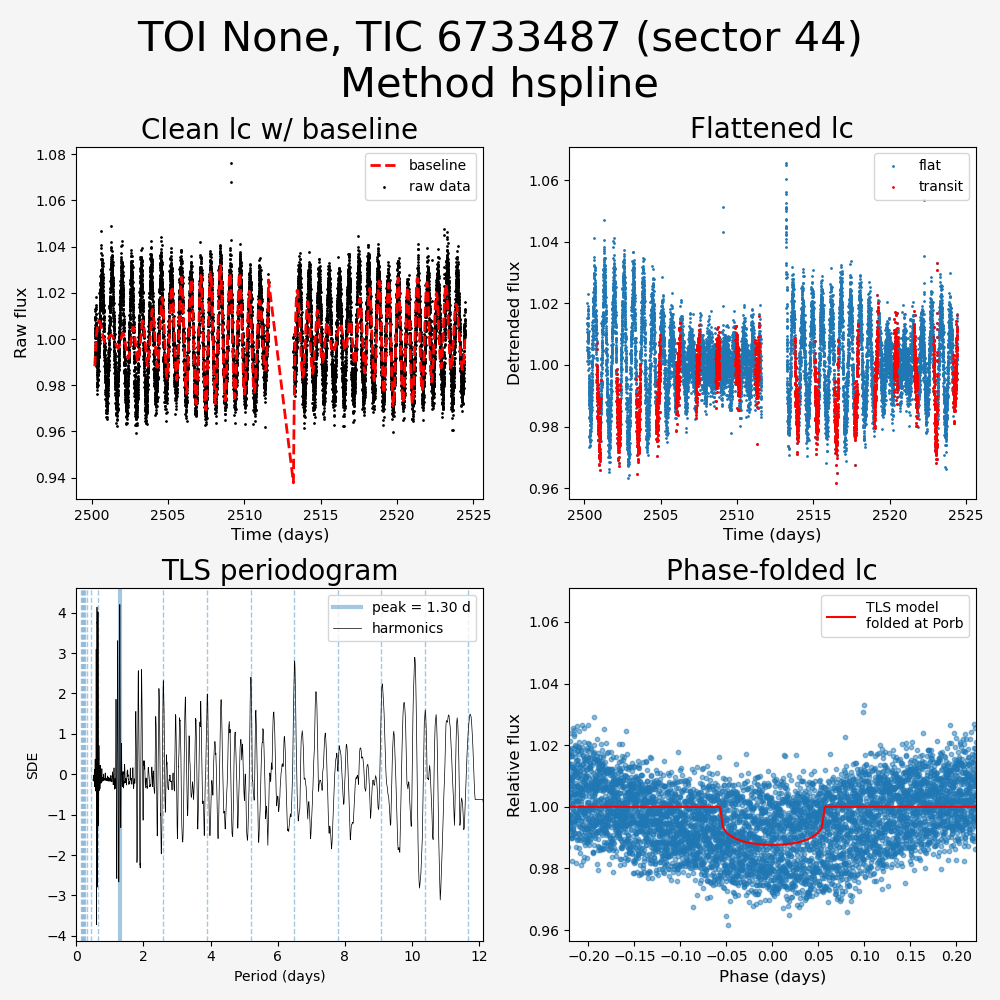 TOI None, TIC 6733487 (sector 44)
Method hspline
Clean lc w/ baseline
baseline
raw data
Raw flux
1.08
1.06
1.04
1.02
1.00
0.98
0.96
0.94
2500
2505
2510
2515
2520
2525
Time (days)
Flattened lc
flat
transit
Detrended flux
1.06
1.04
1.02
1.00
0.98
0.96
2500
2505
2510
2515
2520
2525
Time (days)
TLS periodogram
peak = 1.30 d
harmonics
SDE
4
3
2
1
0
−1
−2
−3
−4
0
2
4
6
8
10
12
Period (days)
Phase-folded lc
TLS model
folded at Porb
Relative flux
1.06
1.04
1.02
1.00
0.98
0.96
−0.20
−0.15
−0.10
−0.05
0.00
0.05
0.10
0.15
0.20
Phase (days)